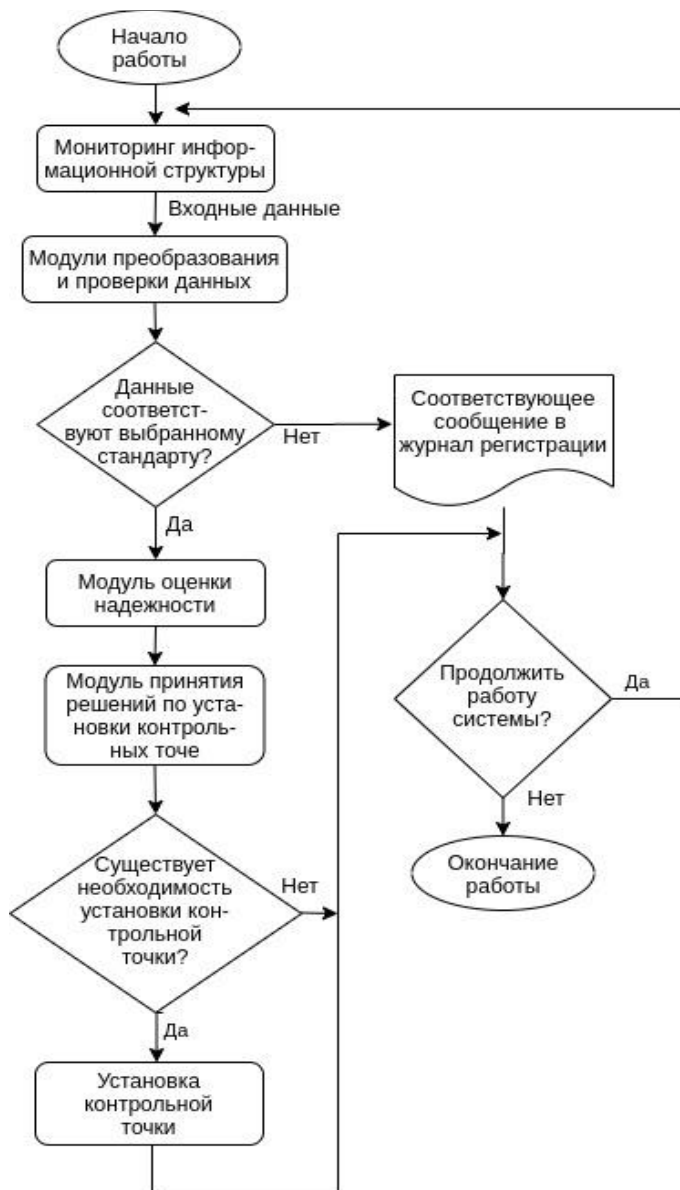 Начало
работы
Мониторинг инфор-
мационной структуры
Входные данные
Модули преобразования
и проверки данных
Данные
соответст-
вуют выбранному
стандарту?
Нет
Соответствующее
сообщение в
журнал регистрации
Да
Модуль оценки
надежности
Модуль принятия
решений по уста-
новки контроль-
ных точе
Продолжить
работу
системы?
Да
Нет
Окончание
работы
Существует
необходимость
установки кон-
трольной
точки?
Нет
Да
Установка
контрольной
точки